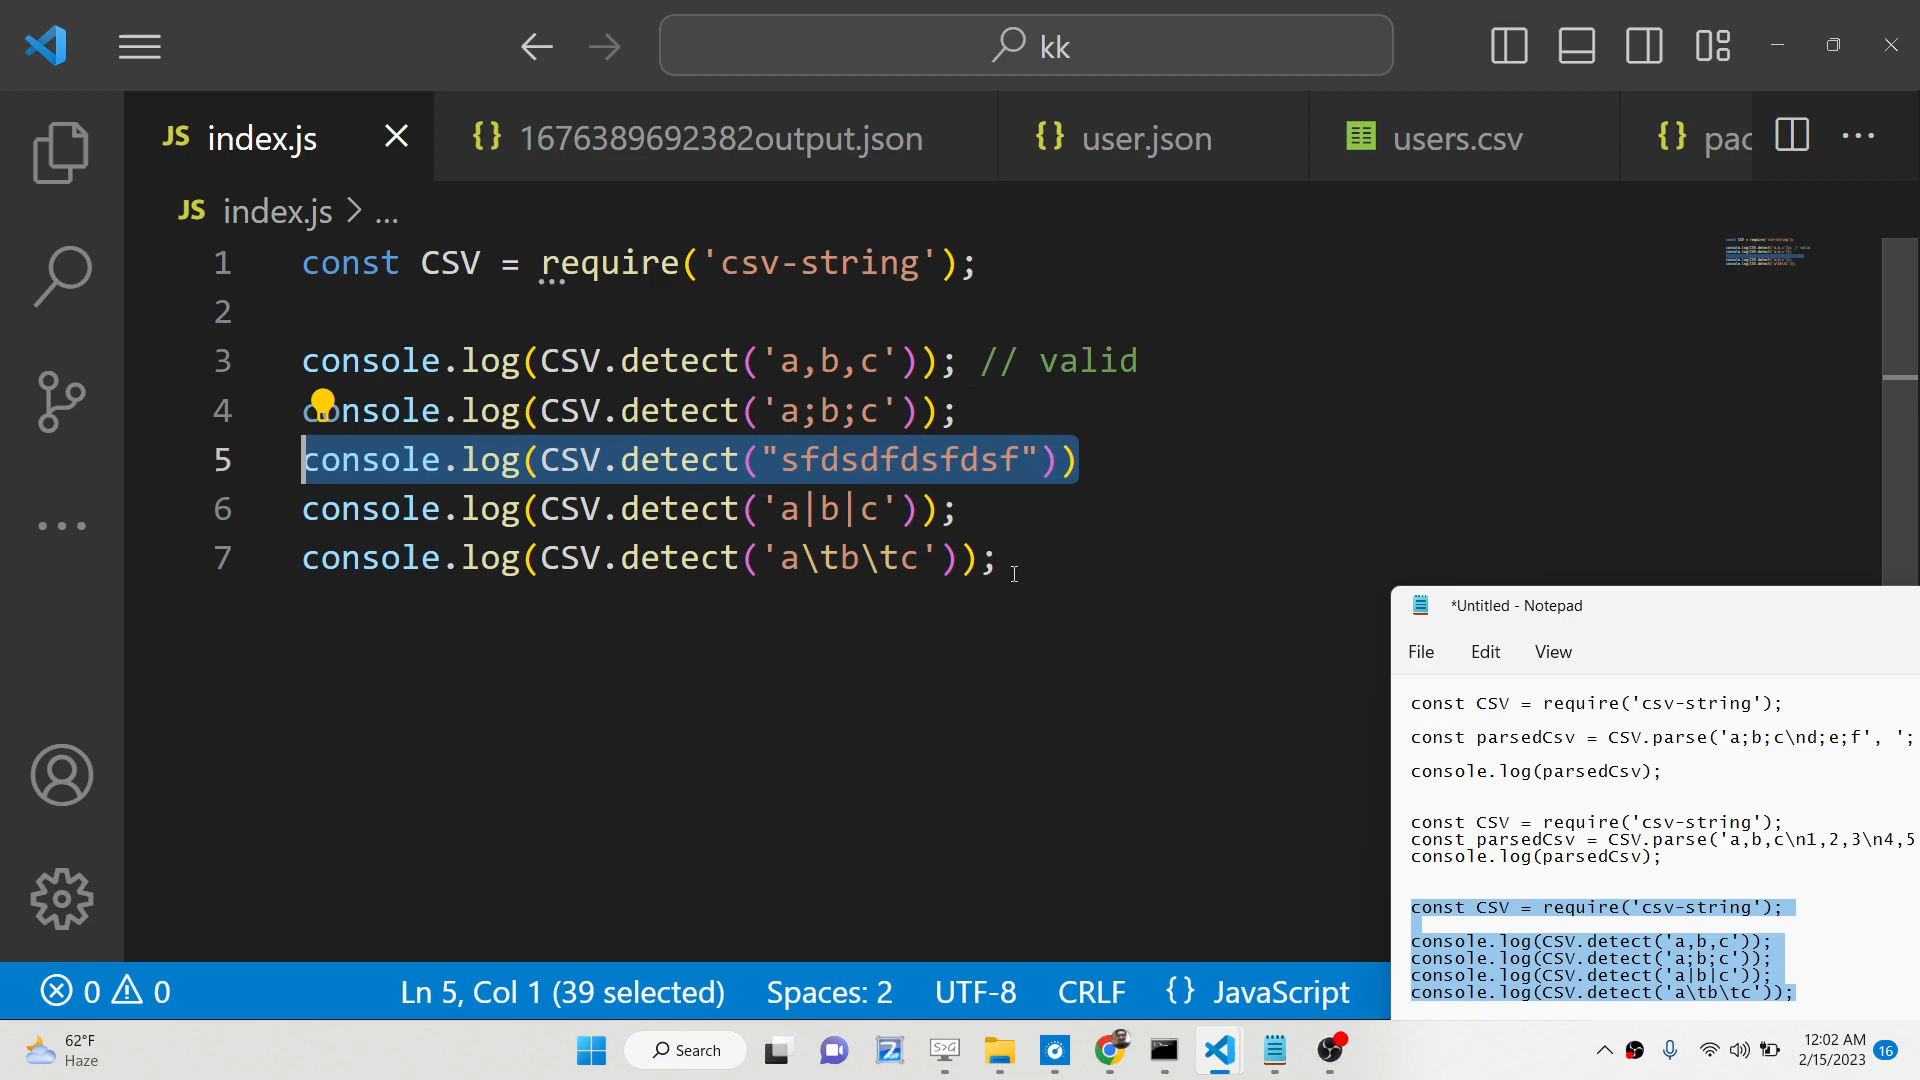 kk
JS index.js
{} 1676389692382output.json
{} user.json
users.csv
{} pac
...
JS index.js > ...
1 const CSV = require('csv-string');
2
3 console.log(CSV.detect('a,b,c')); // valid
4 console.log(CSV.detect('a;b;c'));
5 console.log(CSV.detect("sfdsdfdsfdsf"))
6 console.log(CSV.detect('a|b|c'));
7 console.log(CSV.detect('a\tb\tc'));
*Untitled - Notepad
File Edit View
const CSV = require('csv-string');
const parsedCsv = CSV.parse('a;b;c\nd;e;f', ';
console.log(parsedCsv);
const CSV = require('csv-string');
const parsedCsv = CSV.parse('a,b,c\n1,2,3\n4,5
console.log(parsedCsv);
const CSV = require('csv-string');
console.log(CSV.detect('a,b,c'));
console.log(CSV.detect('a;b;c'));
console.log(CSV.detect('a|b|c'));
console.log(CSV.detect('a\tb\tc'));
0 0 Ln 5, Col 1 (39 selected) Spaces: 2 UTF-8 CRLF {} JavaScript
62°F
Haze
Search
S>G
12:02 AM
2/15/2023
16